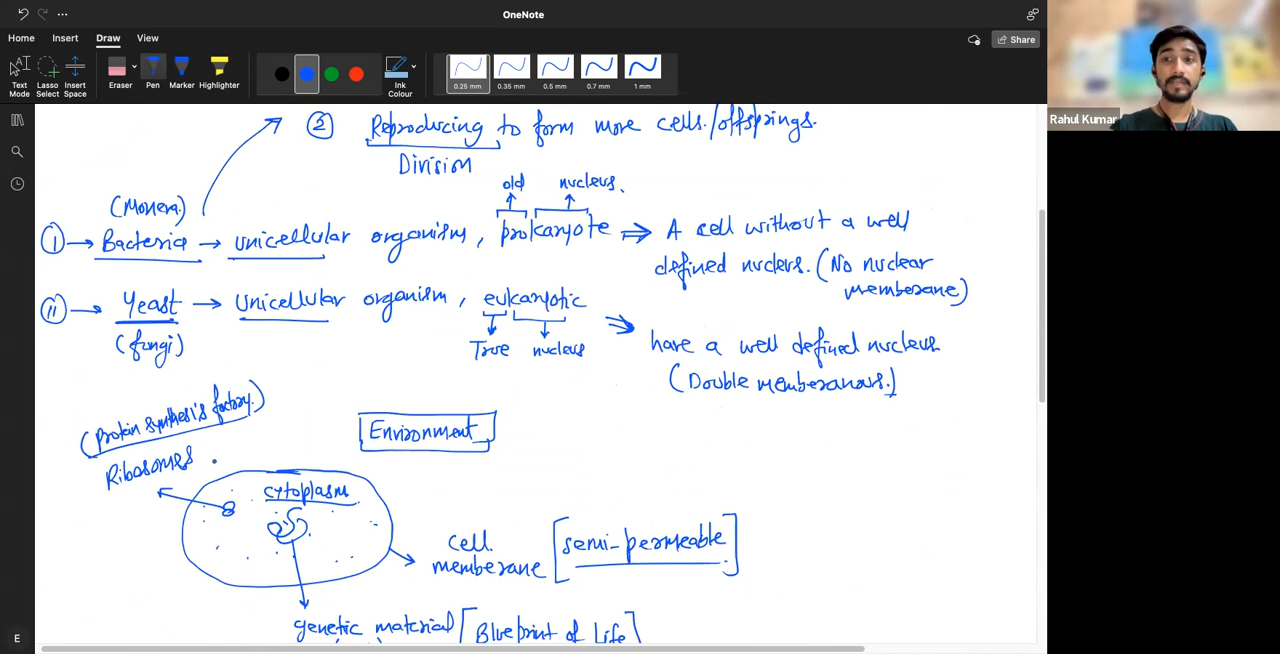 OneNote
Home Insert Draw View
Share
Text Mode
Lasso Select
Insert Space
Eraser
Pen
Marker
Highlighter
Ink Colour
0.25 mm
0.35 mm
0.5 mm
0.7 mm
1 mm
Rahul Kumar
② Reproducing to form more cells./offsprings.
Division
old nucleus.
(Monera)
① → Bacteria → unicellular organism, prokaryote ⇒ A cell without a well
defined nucleus. (No nuclear
memberane)
ⅱ → Yeast → Unicellular organism, eukaryotic
(fungi)
True nucleus
⇒ have a well defined nucleus
(Double memberanous.)
(Protein synthesis factory.)
Ribosomes
Environment
cytoplasm
cell memberane [semi-permeable]
genetic material [Blueprint of life]
E